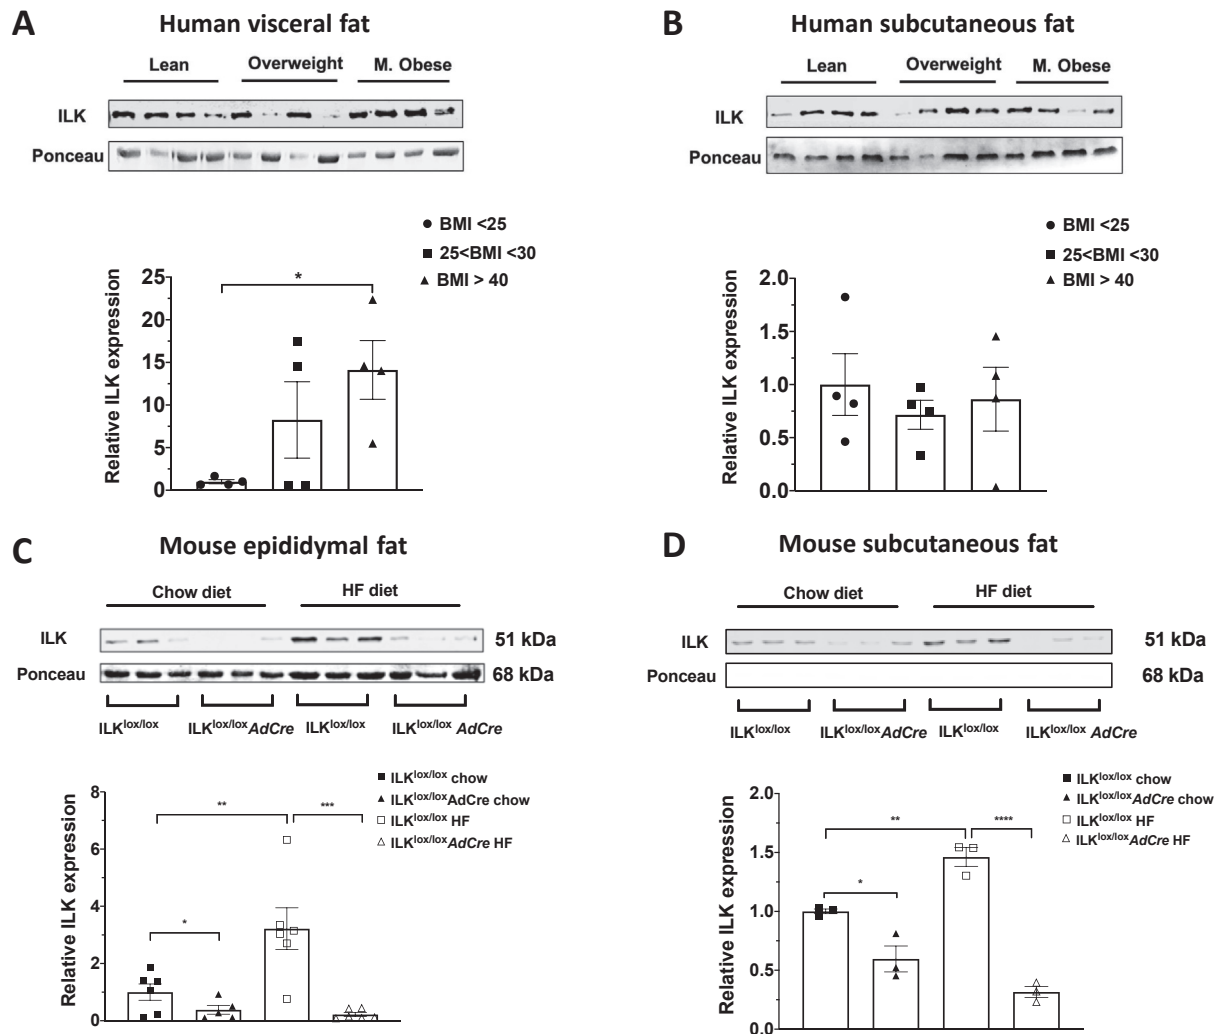 A
Human visceral fat
Lean
Overweight
M. Obese
ILK
Ponceau
BMI <25
25<BMI <30
BMI > 40
*
Relative ILK expression
25
20
15
10
5
0
B
Human subcutaneous fat
Lean
Overweight
M. Obese
ILK
Ponceau
BMI <25
25<BMI <30
BMI > 40
Relative ILK expression
2.0
1.5
1.0
0.5
0.0
C
Mouse epididymal fat
Chow diet
HF diet
ILK
51 kDa
Ponceau
68 kDa
ILKlox/lox
ILKlox/lox AdCre
ILKlox/lox
ILKlox/lox AdCre
ILKlox/lox chow
ILKlox/loxAdCre chow
ILKlox/lox HF
ILKlox/loxAdCre HF
**
***
*
Relative ILK expression
8
6
4
2
0
D
Mouse subcutaneous fat
Chow diet
HF diet
ILK
51 kDa
Ponceau
68 kDa
ILKlox/lox
ILKlox/lox AdCre
ILKlox/lox
ILKlox/lox AdCre
ILKlox/lox chow
ILKlox/loxAdCre chow
ILKlox/lox HF
ILKlox/loxAdCre HF
**
****
*
Relative ILK expression
2.0
1.5
1.0
0.5
0.0